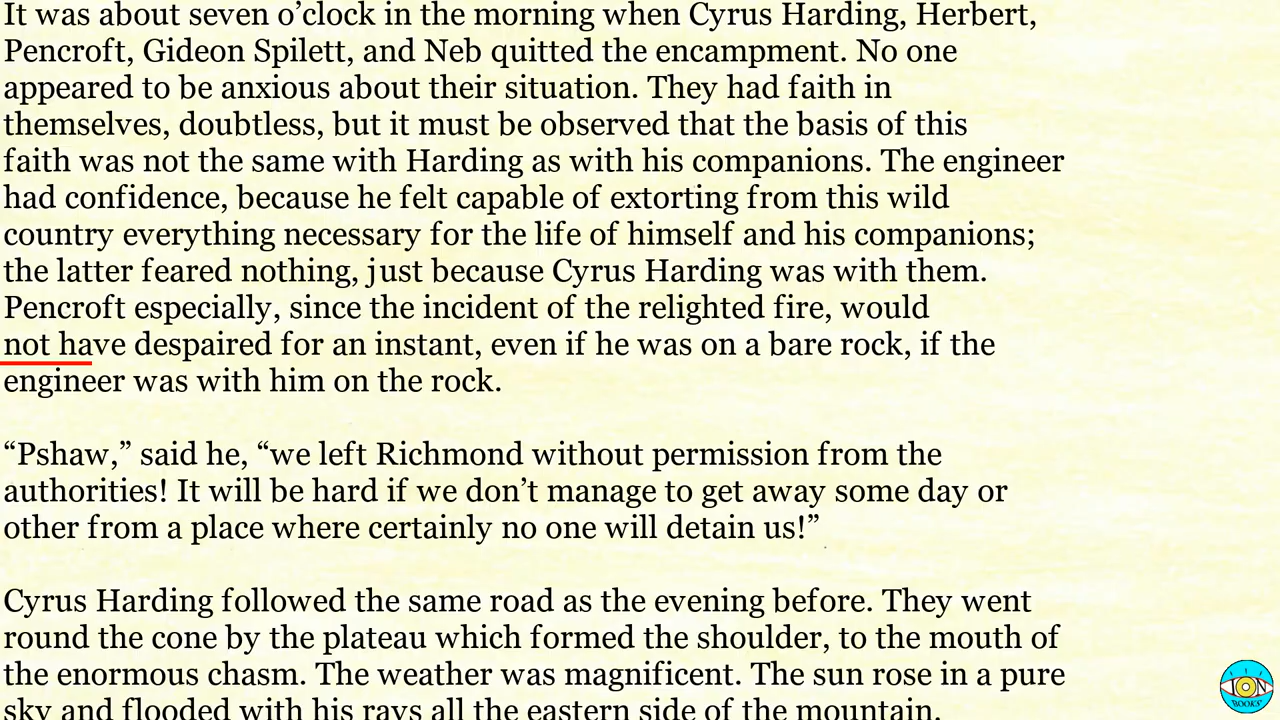 It was about seven o’clock in the morning when Cyrus Harding, Herbert,
Pencroft, Gideon Spilett, and Neb quitted the encampment. No one
appeared to be anxious about their situation. They had faith in
themselves, doubtless, but it must be observed that the basis of this
faith was not the same with Harding as with his companions. The engineer
had confidence, because he felt capable of extorting from this wild
country everything necessary for the life of himself and his companions;
the latter feared nothing, just because Cyrus Harding was with them.
Pencroft especially, since the incident of the relighted fire, would
not have despaired for an instant, even if he was on a bare rock, if the
engineer was with him on the rock.
“Pshaw,” said he, “we left Richmond without permission from the
authorities! It will be hard if we don’t manage to get away some day or
other from a place where certainly no one will detain us!”
Cyrus Harding followed the same road as the evening before. They went
round the cone by the plateau which formed the shoulder, to the mouth of
the enormous chasm. The weather was magnificent. The sun rose in a pure
sky and flooded with his rays all the eastern side of the mountain.
ION
BOOKS